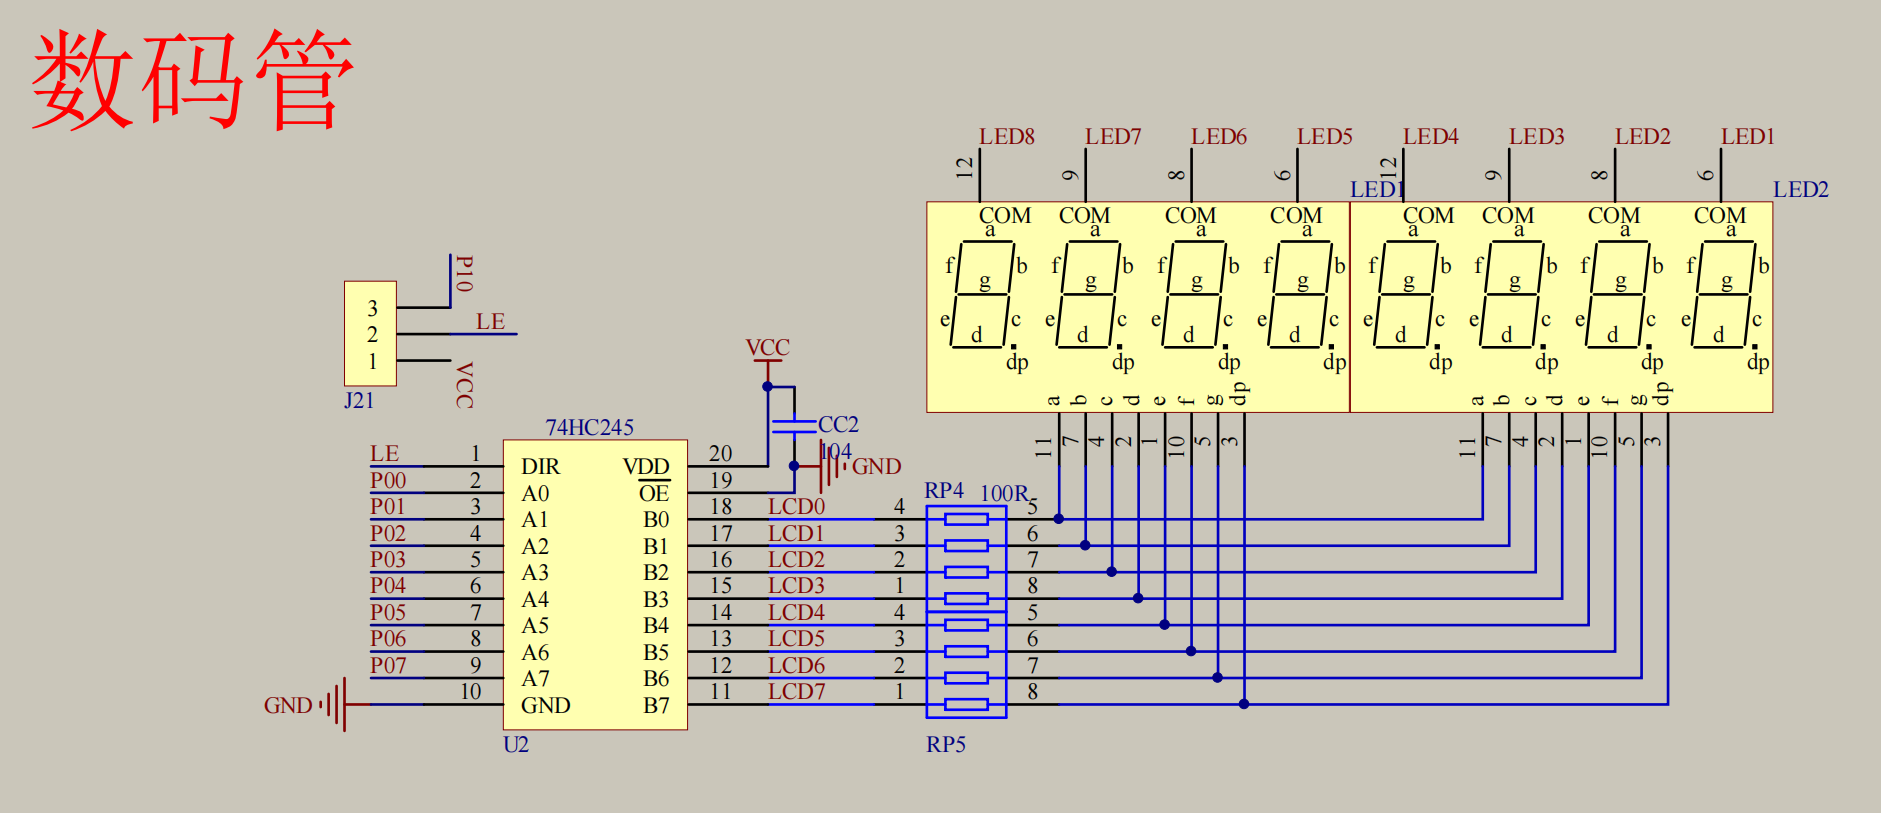 数码管
LED8 LED7 LED6 LED5 LED4 LED3 LED2 LED1
12 9 8 6 12 9 8 6
LED1 LED2
COM COM COM COM COM COM COM COM
a a a a a a a a
f b f b f b f b f b f b f b f b
g g g g g g g g
e c e c e c e c e c e c e c e c
d d d d d d d d
dp dp dp dp dp dp dp dp
a b c d e f g dp a b c d e f g dp
11 7 4 2 1 10 5 3 11 7 4 2 1 10 5 3
P10
3
2 LE
1
VCC
J21
VCC
CC2
104
GND
74HC245
LE 1 DIR VDD 20
P00 2 A0 OE 19
P01 3 A1 B0 18 LCD0 4 5
P02 4 A2 B1 17 LCD1 3 6
P03 5 A3 B2 16 LCD2 2 7
P04 6 A4 B3 15 LCD3 1 8
P05 7 A5 B4 14 LCD4 4 5
P06 8 A6 B5 13 LCD5 3 6
P07 9 A7 B6 12 LCD6 2 7
GND 10 GND B7 11 LCD7 1 8
RP4 100R
U2 RP5